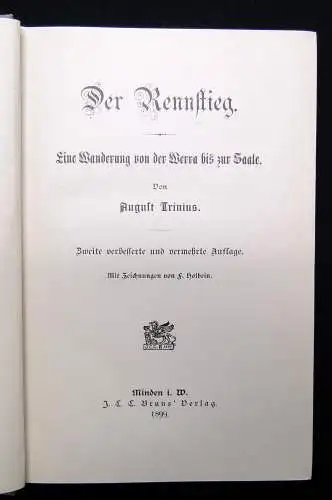 Der Rennstieg.
Eine Wanderung von der Werra bis zur Saale.
Von
August Trinius.
Zweite verbesserte und vermehrte Auflage.
Mit Zeichnungen von F. Holbein.
Minden i. W.
J. C. C. Bruns' Verlag.
1899.